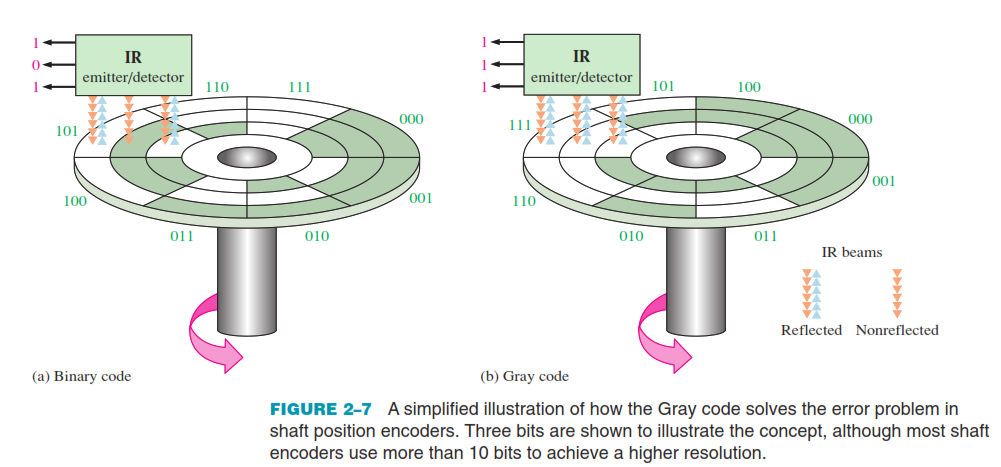 1
0
1
IR
emitter/detector
110
111
101
000
100
001
011
010
(a) Binary code
1
1
1
IR
emitter/detector
101
100
111
000
110
001
010
011
IR beams
Reflected
Nonreflected
(b) Gray code
FIGURE 2–7 A simplified illustration of how the Gray code solves the error problem in
shaft position encoders. Three bits are shown to illustrate the concept, although most shaft
encoders use more than 10 bits to achieve a higher resolution.